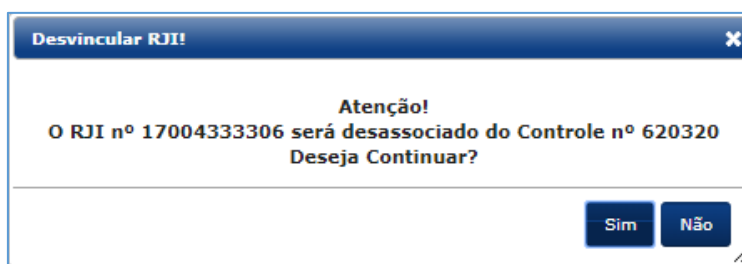 Desvincular RJI!
Atenção!
O RJI nº 17004333306 será desassociado do Controle nº 620320
Deseja Continuar?
Sim Não